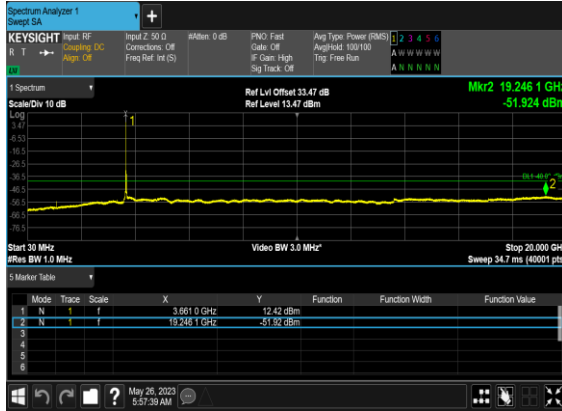 Spectrum Analyzer 1
Swept SA
+
KEYSIGHT Input: RF Input Z: 50 Ω #Atten: 0 dB PNO: Fast Avg Type: Power (RMS) 1 2 3 4 5 6
R T Coupling: DC Corrections: Off Gate: Off Avg|Hold: 100/100 A W W W W W
Align: Off Freq Ref: Int (S) IF Gain: High Trig: Free Run
LXI Sig Track: Off A N N N N N
1 Spectrum Ref Lvl Offset 33.47 dB Mkr2 19.246 1 GHz
Scale/Div 10 dB Ref Level 13.47 dBm -51.924 dBm
Log
1
3.47
-6.53
-16.5
-26.5
-36.5
2
-46.5
-56.5
-66.5
-76.5
Start 30 MHz Video BW 3.0 MHz* Stop 20.000 GHz
#Res BW 1.0 MHz Sweep 34.7 ms (40001 pts)
5 Marker Table
Mode Trace Scale X Y Function Function Width Function Value
1 N 1 f 3.661 0 GHz 12.42 dBm
2 N 1 f 19.246 1 GHz -51.92 dBm
3
4
5
6
? May 26, 2023
5:57:39 AM